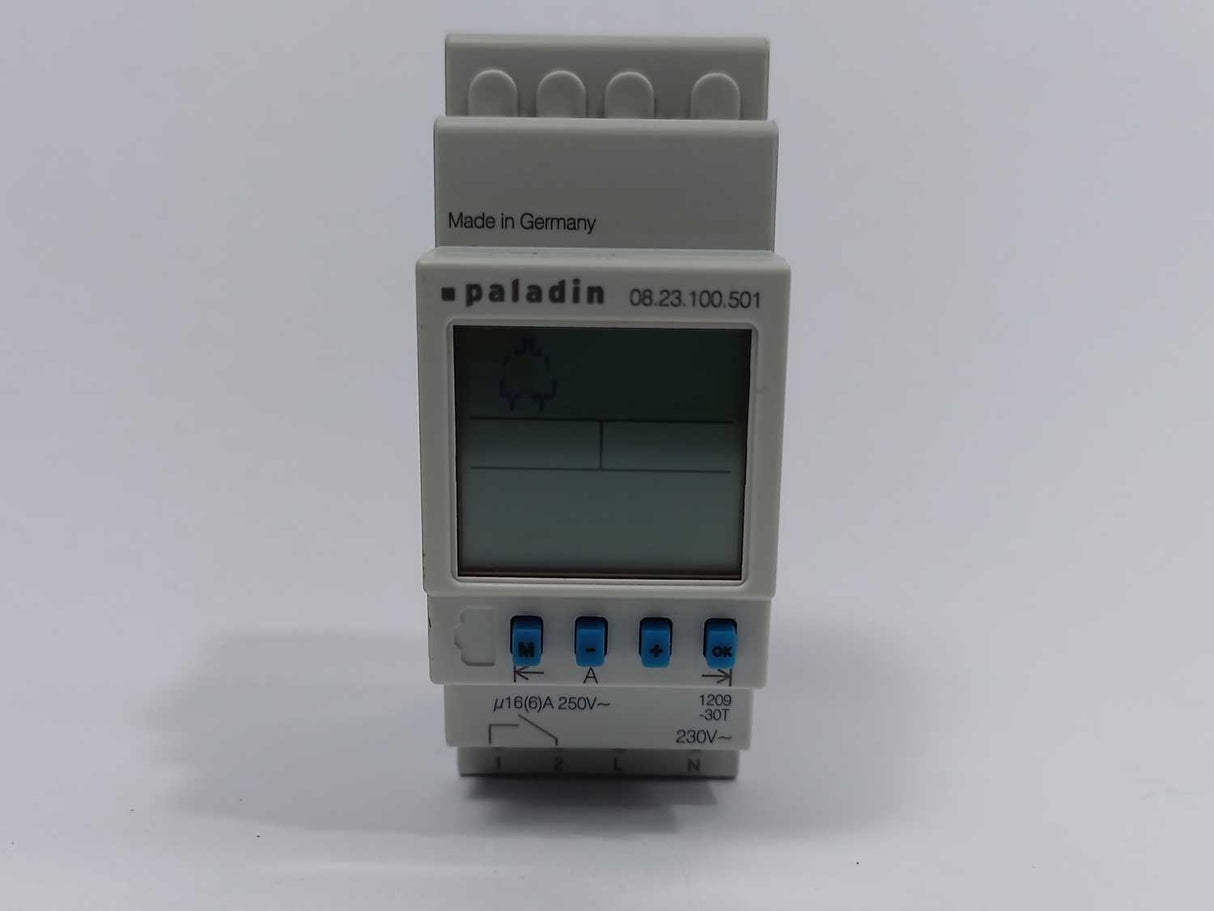 Made in Germany
paladin 08.23.100.501
M - + OK
A
µ16(6)A 250V~ 1209
-30T
230V~
1 2 L N